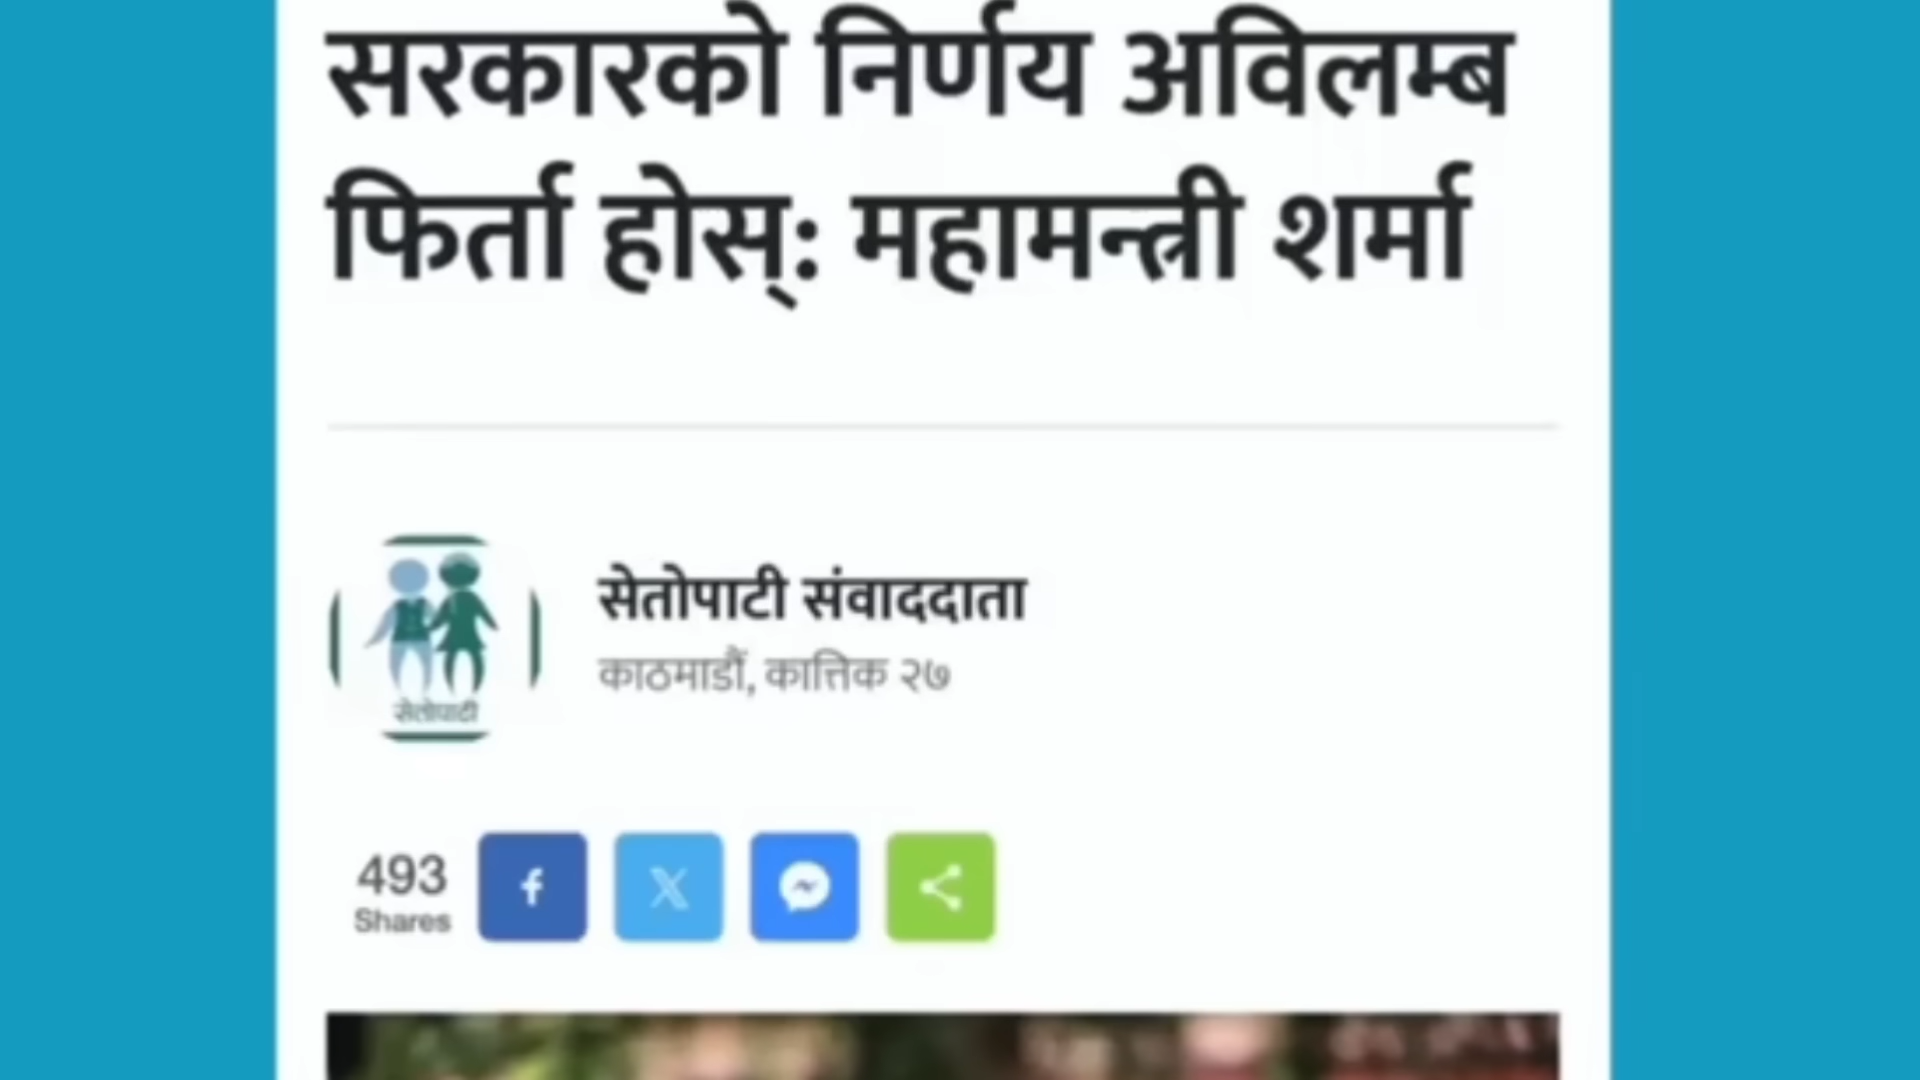 सरकारको निर्णय अविलम्ब
फिर्ता होस्: महामन्त्री शर्मा
सेतोपाटी संवाददाता
काठमाडौं, कात्तिक २७
सेतोपाटी
493
Shares